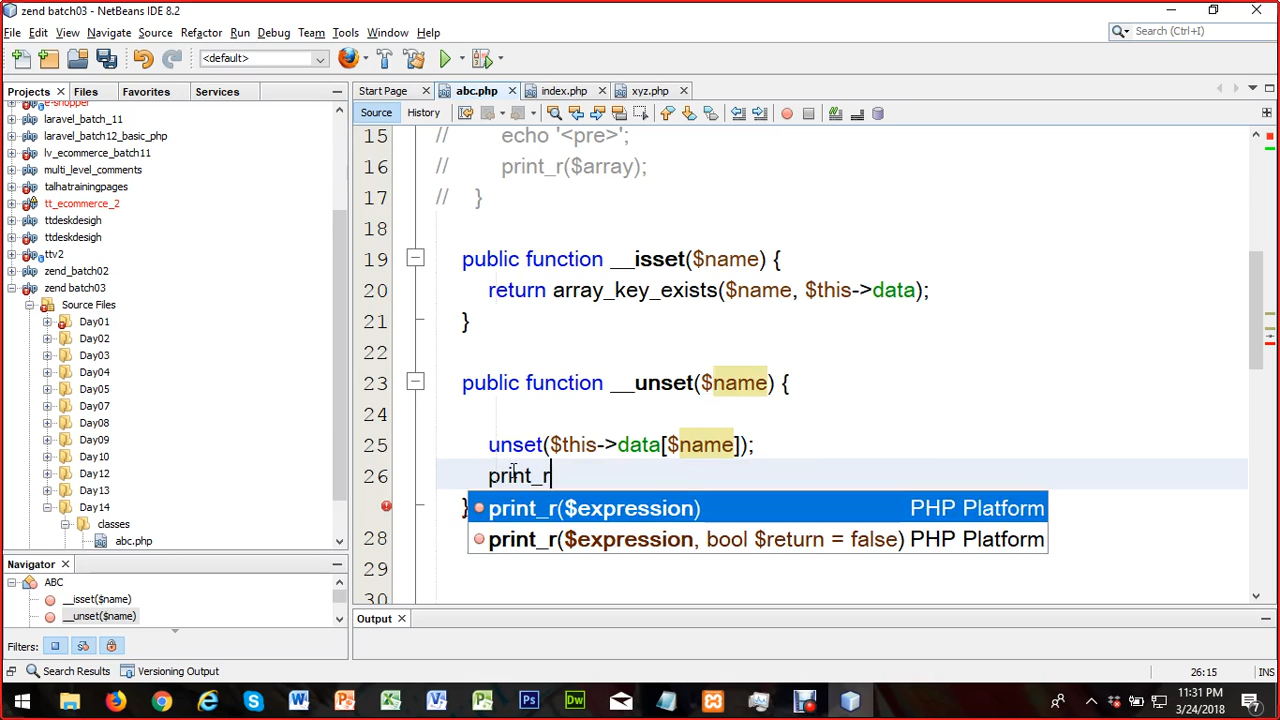 zend batch03 - NetBeans IDE 8.2
File Edit View Navigate Source Refactor Run Debug Team Tools Window Help
Search (Ctrl+I)
<default>
Projects Files Favorites Services
Start Page abc.php index.php xyz.php
Source History
e-shopper
laravel_batch_11
laravel_batch12_basic_php
lv_ecommerce_batch11
multi_level_comments
talhatrainingpages
tt_ecommerce_2
ttdeskdesigh
ttdeskdesigh
ttv2
zend_batch02
zend batch03
Source Files
Day01
Day02
Day03
Day04
Day05
Day07
Day08
Day09
Day10
Day12
Day13
Day14
classes
abc.php
15 // echo '<pre>';
16 // print_r($array);
17 // }
18
19 public function __isset($name) {
20 return array_key_exists($name, $this->data);
21 }
22
23 public function __unset($name) {
24
25 unset($this->data[$name]);
26 print_r
}
print_r($expression) PHP Platform
28 print_r($expression, bool $return = false) PHP Platform
29
30
Navigator
ABC
__isset($name)
__unset($name)
Filters:
Output
Search Results Versioning Output
26:15 INS
11:31 PM
3/24/2018
7